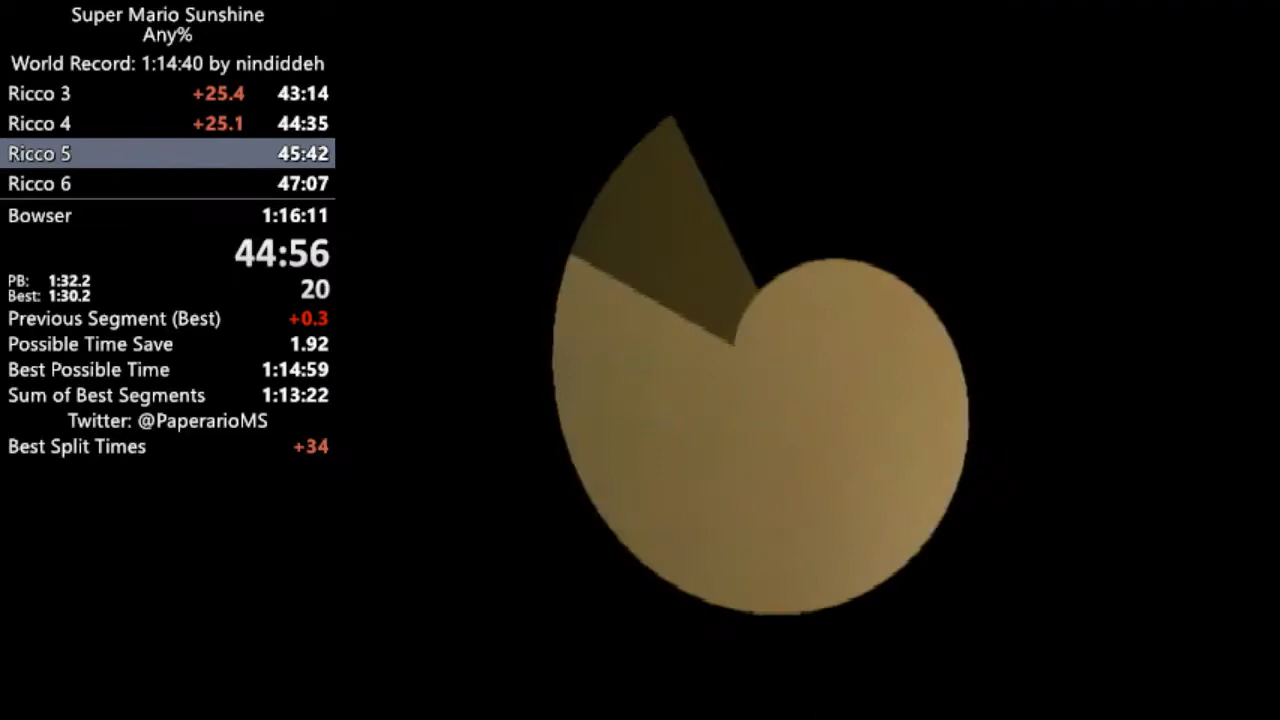 Super Mario Sunshine
Any%
World Record: 1:14:40 by nindiddeh
Ricco 3 +25.4 43:14
Ricco 4 +25.1 44:35
Ricco 5 45:42
Ricco 6 47:07
Bowser 1:16:11
44:56
PB: 1:32.2
Best: 1:30.2
20
Previous Segment (Best) +0.3
Possible Time Save 1.92
Best Possible Time 1:14:59
Sum of Best Segments 1:13:22
Twitter: @PaperarioMS
Best Split Times +34